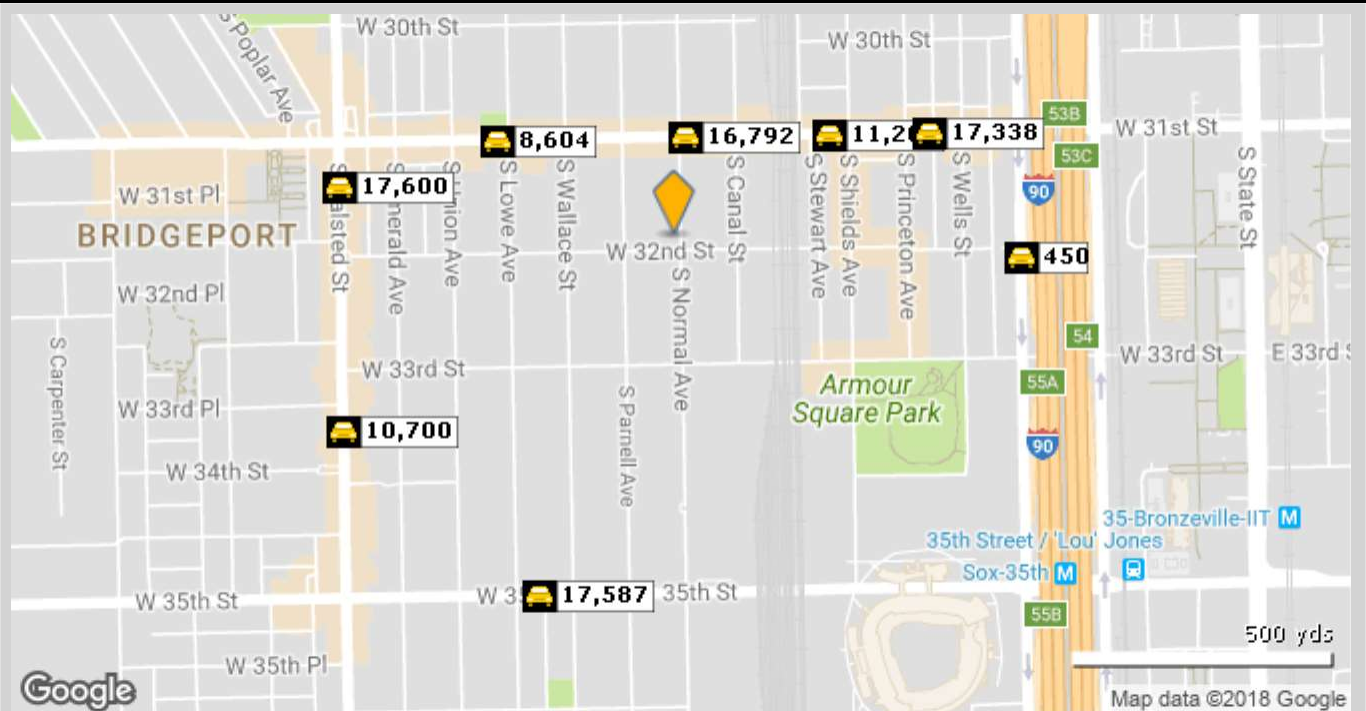 W 30th St
S Poplar Ave
W 30th St
53B
W 31st St
8,604
16,792
17,338
53C
W 31st Pl
17,600
90
S State St
BRIDGEPORT
S Lowe Ave
S Wallace St
W 32nd St
S Canal St
S Stewart Ave
S Shields Ave
S Princeton Ave
S Wells St
450
W 32nd Pl
S Normal Ave
54
S Carpenter St
W 33rd St
W 33rd St
E 33rd
55A
Armour
Square Park
W 33rd Pl
S Parnell Ave
10,700
90
W 34th St
35-Bronzeville-IIT M
35th Street / 'Lou' Jones
Sox-35th M
W 35th St
17,587
35th St
55B
500 yds
W 35th Pl
Google
Map data ©2018 Google